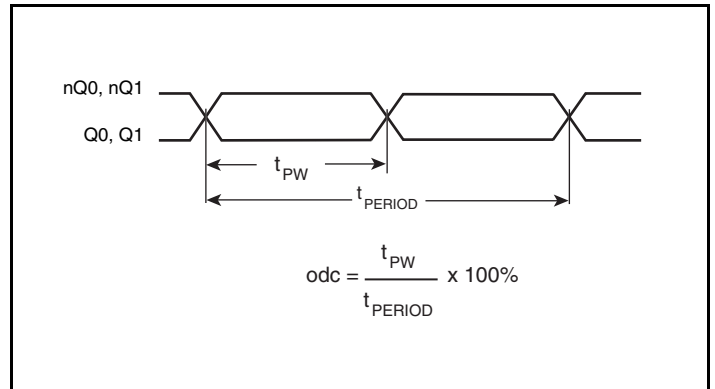 nQ0, nQ1
Q0, Q1
tPW
tPERIOD
odc = tPW / tPERIOD x 100%